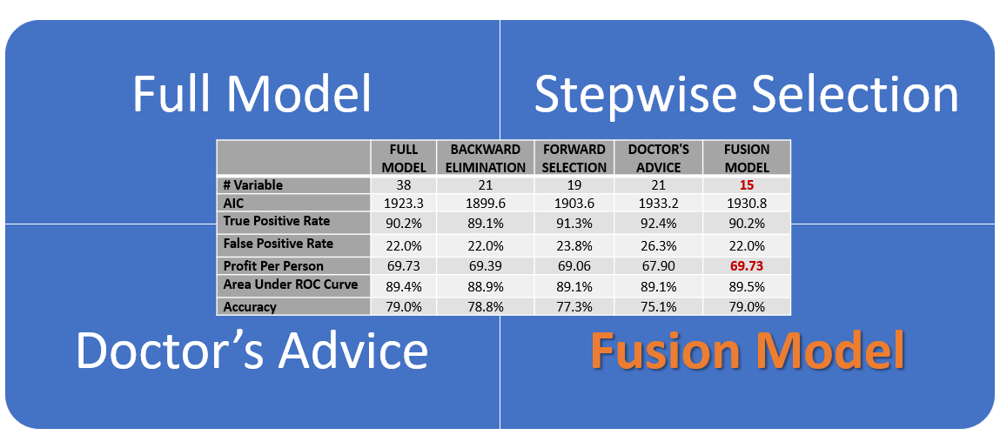 Full Model
Stepwise Selection
FULL MODEL BACKWARD ELIMINATION FORWARD SELECTION DOCTOR'S ADVICE FUSION MODEL
# Variable 38 21 19 21 15
AIC 1923.3 1899.6 1903.6 1933.2 1930.8
True Positive Rate 90.2% 89.1% 91.3% 92.4% 90.2%
False Positive Rate 22.0% 22.0% 23.8% 26.3% 22.0%
Profit Per Person 69.73 69.39 69.06 67.90 69.73
Area Under ROC Curve 89.4% 88.9% 89.1% 89.1% 89.5%
Accuracy 79.0% 78.8% 77.3% 75.1% 79.0%
Doctor’s Advice
Fusion Model